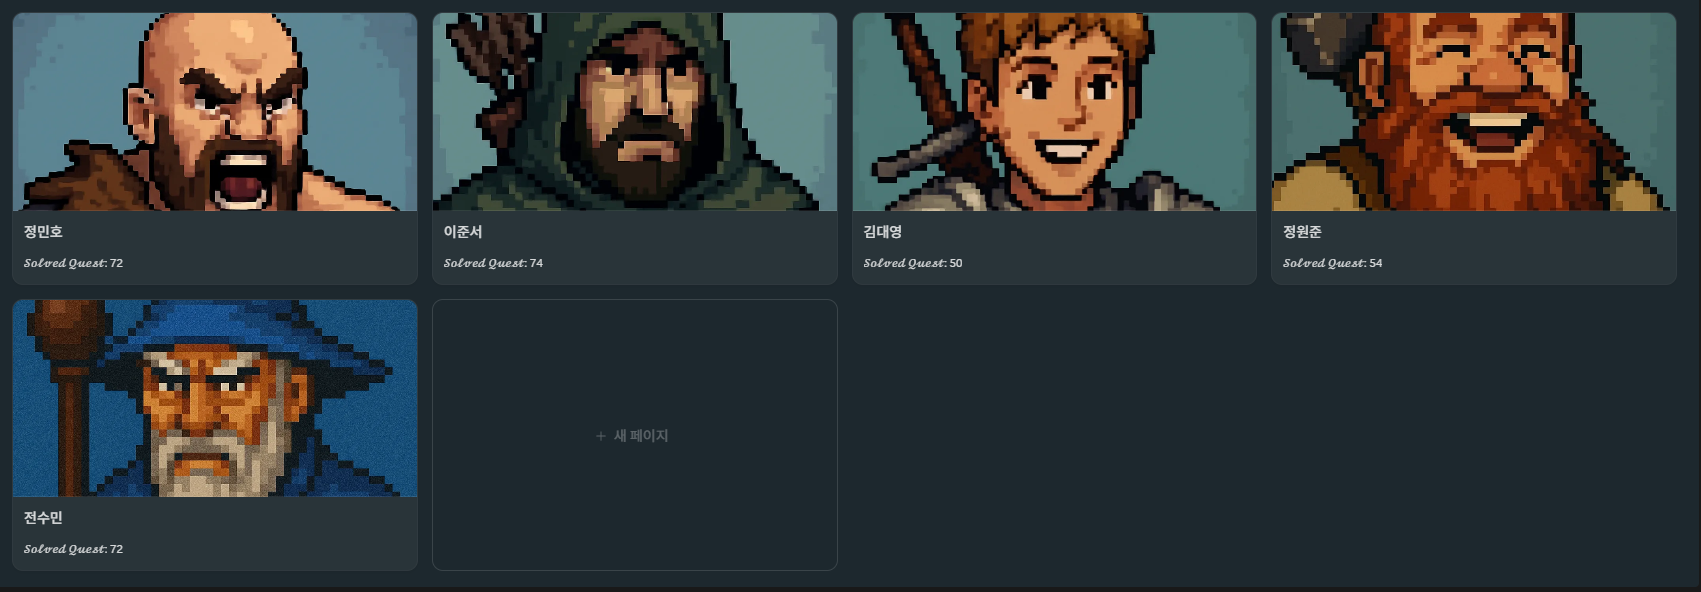 정민호
Solved Quest: 72
이준서
Solved Quest: 74
김대영
Solved Quest: 50
정원준
Solved Quest: 54
전수민
Solved Quest: 72
+ 새 페이지